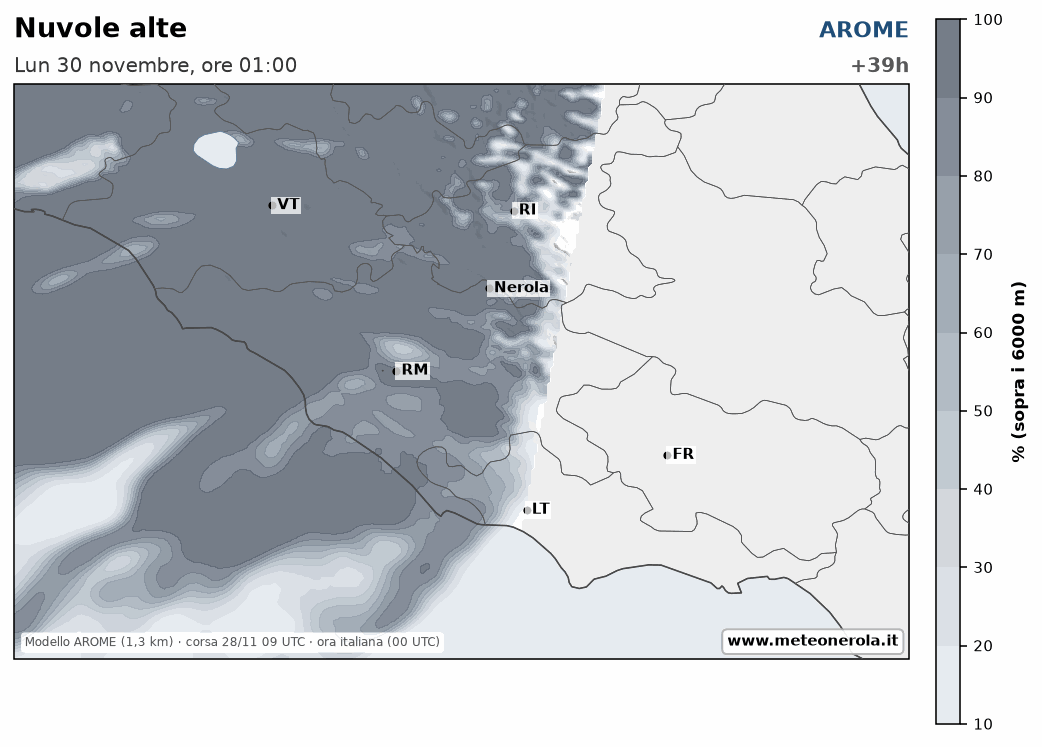 Nuvole alte
AROME
Lun 30 novembre, ore 01:00
+39h
100
90
80
70
60
50
40
30
20
10
% (sopra i 6000 m)
VT
RI
Nerola
RM
FR
LT
Modello AROME (1,3 km) · corsa 28/11 09 UTC · ora italiana (00 UTC)
www.meteonerola.it